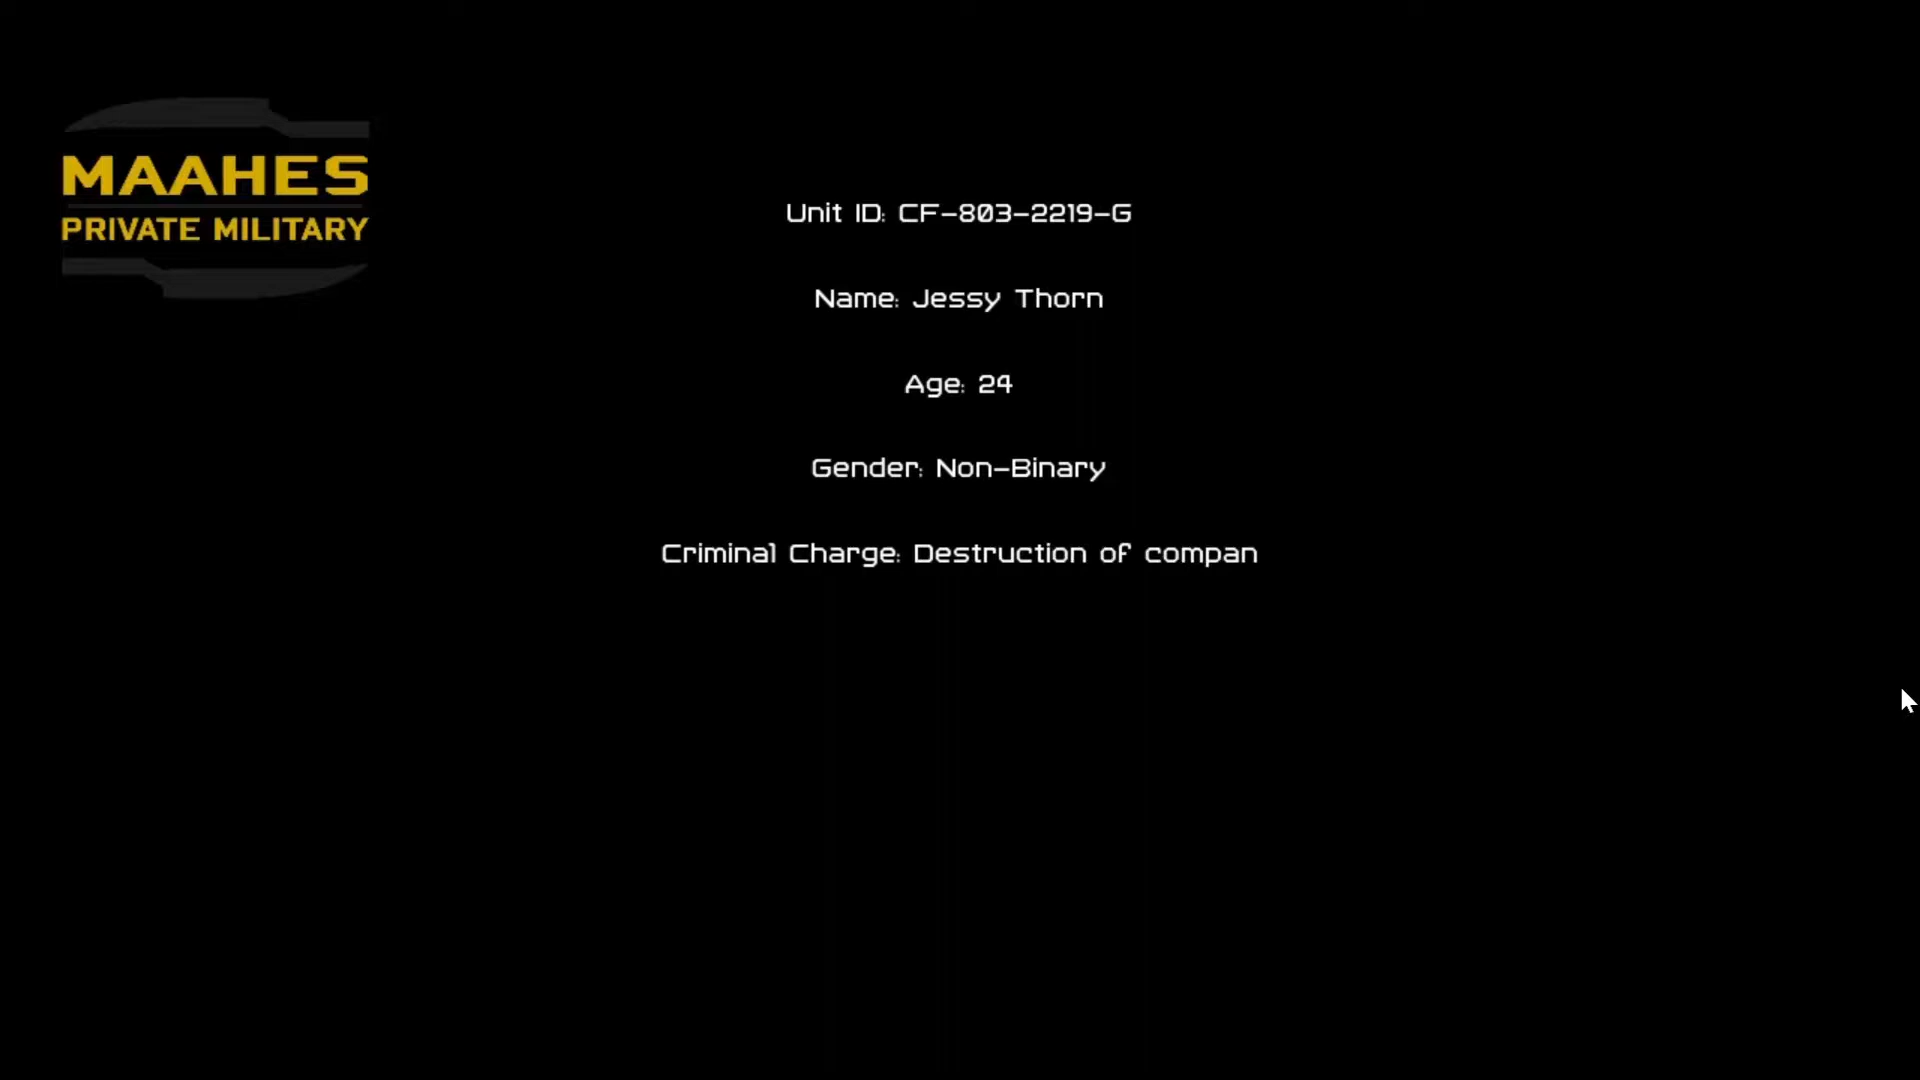 MAAHES
PRIVATE MILITARY
Unit ID: CF-803-2219-G
Name: Jessy Thorn
Age: 24
Gender: Non-Binary
Criminal Charge: Destruction of compan